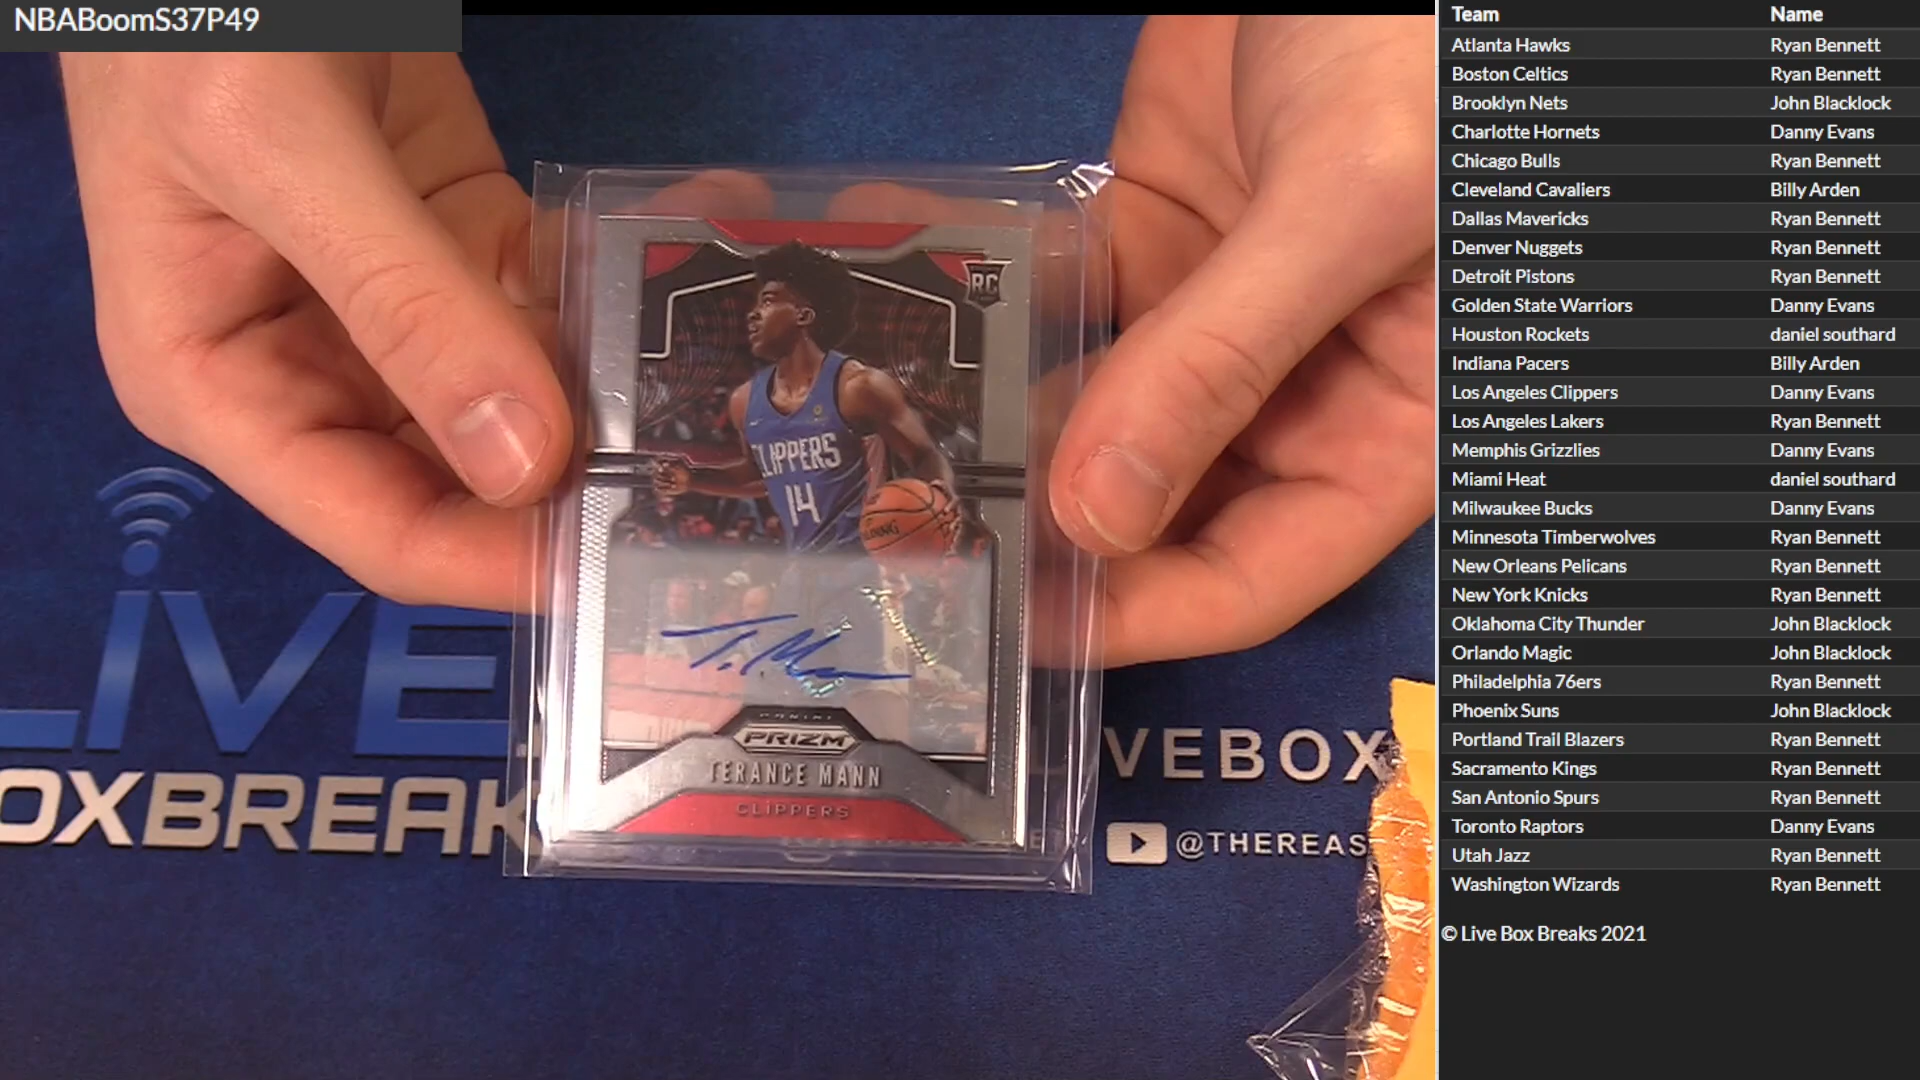 NBABoomS37P49
Team Name
Atlanta Hawks Ryan Bennett
Boston Celtics Ryan Bennett
Brooklyn Nets John Blacklock
Charlotte Hornets Danny Evans
Chicago Bulls Ryan Bennett
Cleveland Cavaliers Billy Arden
Dallas Mavericks Ryan Bennett
Denver Nuggets Ryan Bennett
Detroit Pistons Ryan Bennett
Golden State Warriors Danny Evans
Houston Rockets daniel southard
Indiana Pacers Billy Arden
Los Angeles Clippers Danny Evans
Los Angeles Lakers Ryan Bennett
Memphis Grizzlies Danny Evans
Miami Heat daniel southard
Milwaukee Bucks Danny Evans
Minnesota Timberwolves Ryan Bennett
New Orleans Pelicans Ryan Bennett
New York Knicks Ryan Bennett
Oklahoma City Thunder John Blacklock
Orlando Magic John Blacklock
Philadelphia 76ers Ryan Bennett
Phoenix Suns John Blacklock
Portland Trail Blazers Ryan Bennett
Sacramento Kings Ryan Bennett
San Antonio Spurs Ryan Bennett
Toronto Raptors Danny Evans
Utah Jazz Ryan Bennett
Washington Wizards Ryan Bennett
© Live Box Breaks 2021
RC
CLIPPERS
14
T. Mann
PANINI
PRIZM
TERANCE MANN
CLIPPERS
LIVE
OXBREAK
VEBOX
@THEREAS